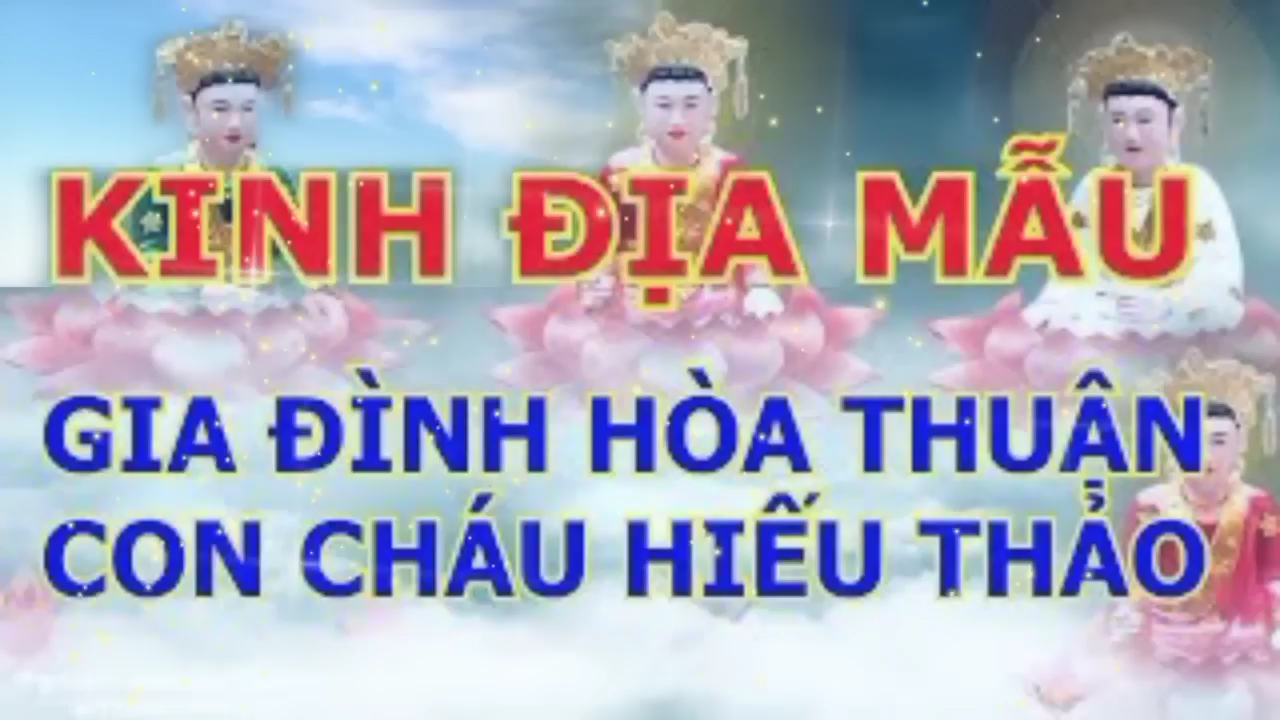 KINH ĐỊA MẪU
GIA ĐÌNH HÒA THUẬN
CON CHÁU HIẾU THẢO